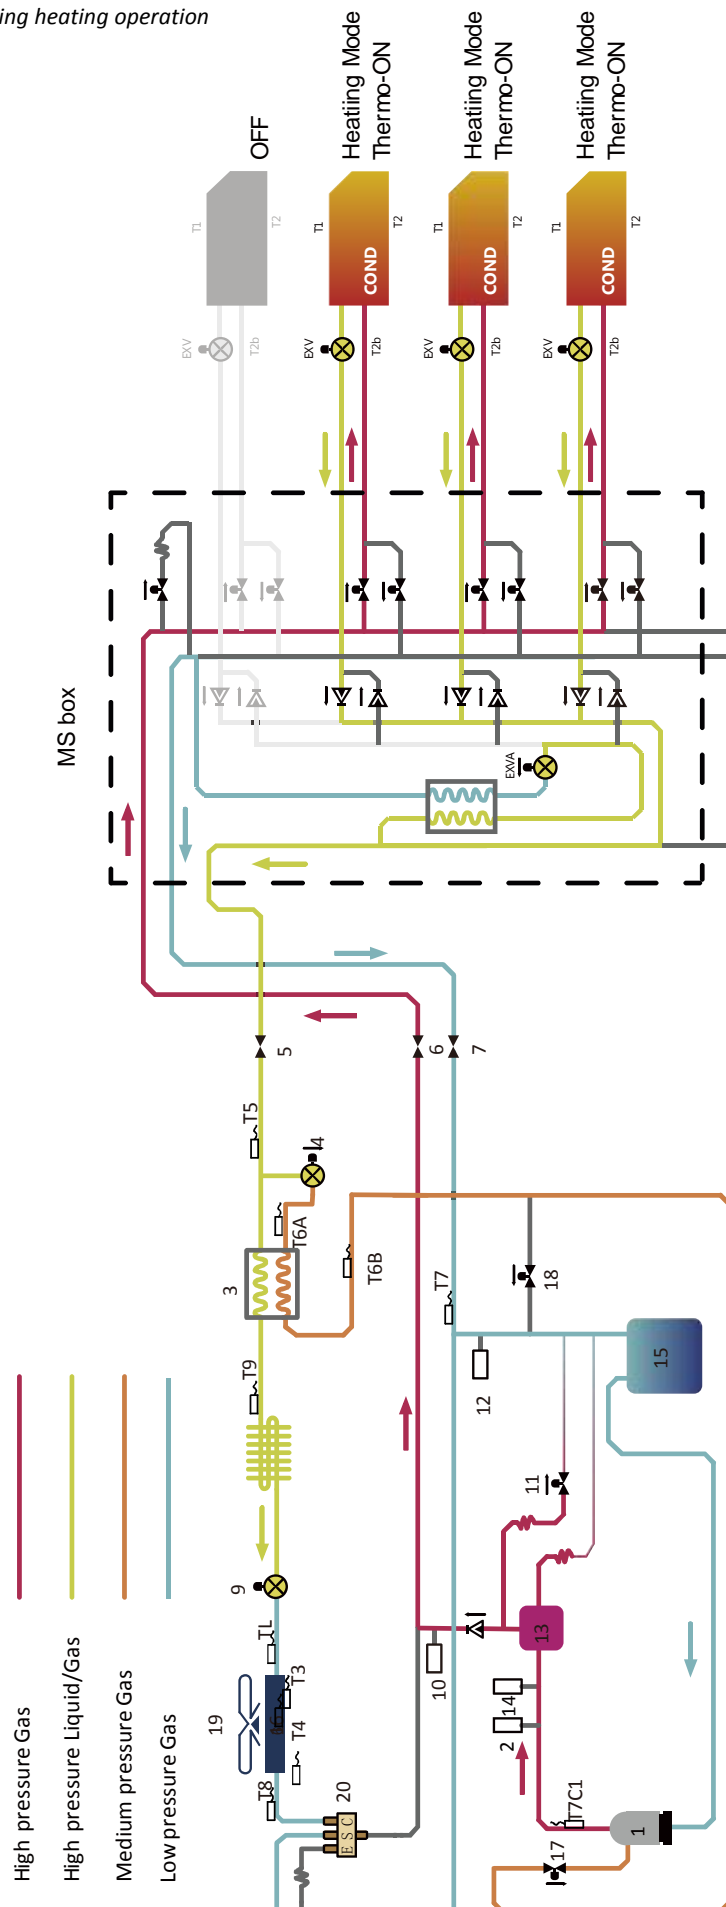 ing heating operation
OFF
Heatiing Mode
Thermo-ON
Heatiing Mode
Thermo-ON
Heatiing Mode
Thermo-ON
T1
T2
T1
T2
T1
T2
T1
T2
COND
COND
COND
EXV
T2b
EXV
T2b
EXV
T2b
EXV
T2b
MS box
EXVA
5
6
7
T5
4
T6A
3
T6B
T7
18
T9
12
15
11
9
TL
13
10
T3
19
16
T4
14
2
T8
20
E S C
T7C1
1
17
High pressure Gas
High pressure Liquid/Gas
Medium pressure Gas
Low pressure Gas